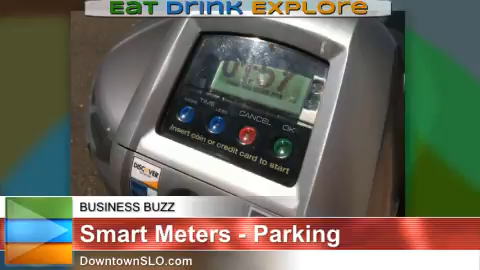 EAT DRINK EXPLORE
TIME
CANCEL
OK
Insert coin or credit card to start
DISCOVER
BUSINESS BUZZ
Smart Meters - Parking
DowntownSLO.com